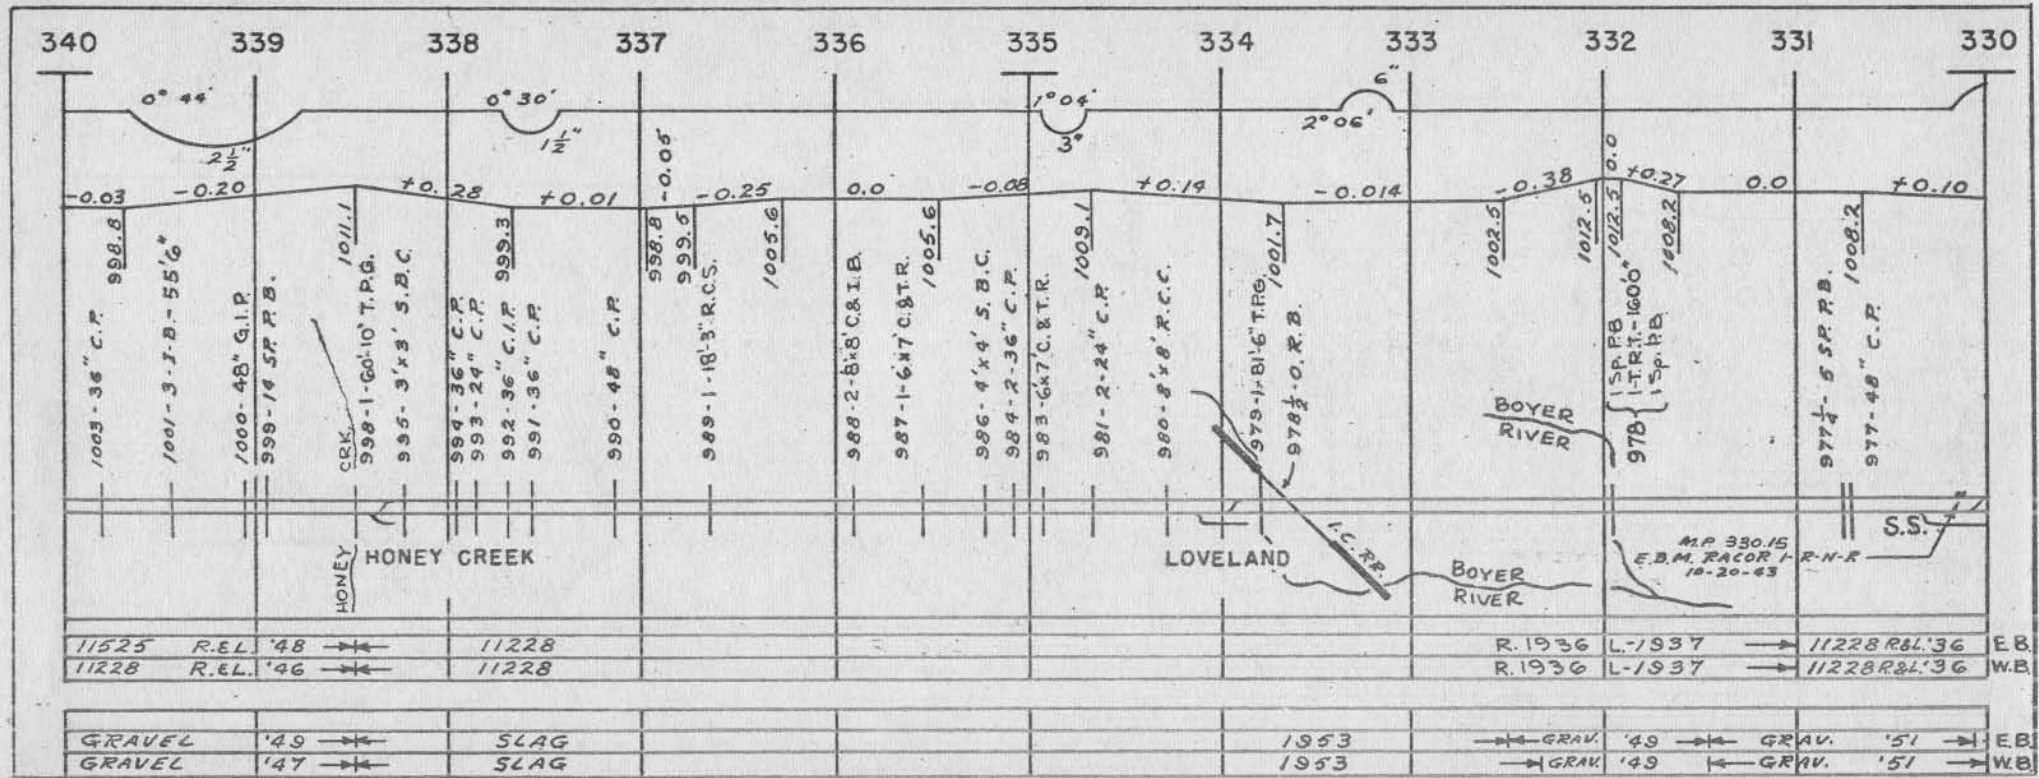 340 339 338 337 336 335 334 333 332 331 330
0° 44' 0° 30' 1° 04' 6"
2½" 1½" 3° 2° 06'
-0.03 -0.20 +0.28 +0.01 -0.05 -0.25 0.0 -0.08 +0.14 -0.014 -0.38 0.0 +0.27 0.0 +0.10
998.8 1011.1 999.3 998.8 999.5 1005.6 1005.6 1009.1 1001.7 1002.5 1012.5 1012.5 1008.2 1008.2
1003-36" C.P.
1001-3-I.B.-55'6"
1000-48" G.I.P.
999-14 SP. P.B.
CRK.
998-1-60'-10' T.P.G.
995-3'x3' S.B.C.
994-36" C.P.
993-24" C.P.
992-36" C.I.P.
991-36" C.P.
990-48" C.P.
989-1-18'-3" R.C.S.
988-2-8'x8' C.& I.B.
987-1-6'x7' C.& T.R.
986-4'x4' S.B.C.
984-2-36" C.P.
983-6'x7' C.& T.R.
981-2-24" C.P.
980-8'x8' R.C.C.
979-1-81'-6" T.P.G.
978½-O.R.B.
BOYER
RIVER
978
1 Sp. P.B
1-T.R.T.-160'0"
1 Sp. P.B
977¼-5 SP. P.B.
977-48" C.P.
HONEY
HONEY CREEK
LOVELAND
I.C. RR.
BOYER
RIVER
S.S.
M.P. 330.15
E.B.M. RACOR 1-R-N-R
10-20-43
11525 R.&L. '48 11228 R.1936 L-1937 11228 R&L.'36 E.B.
11228 R.&L. '46 11228 R.1936 L-1937 11228 R&L.'36 W.B.
GRAVEL '49 SLAG 1953 GRAV. '49 GRAV. '51 E.B.
GRAVEL '47 SLAG 1953 GRAV. '49 GRAV. '51 W.B.